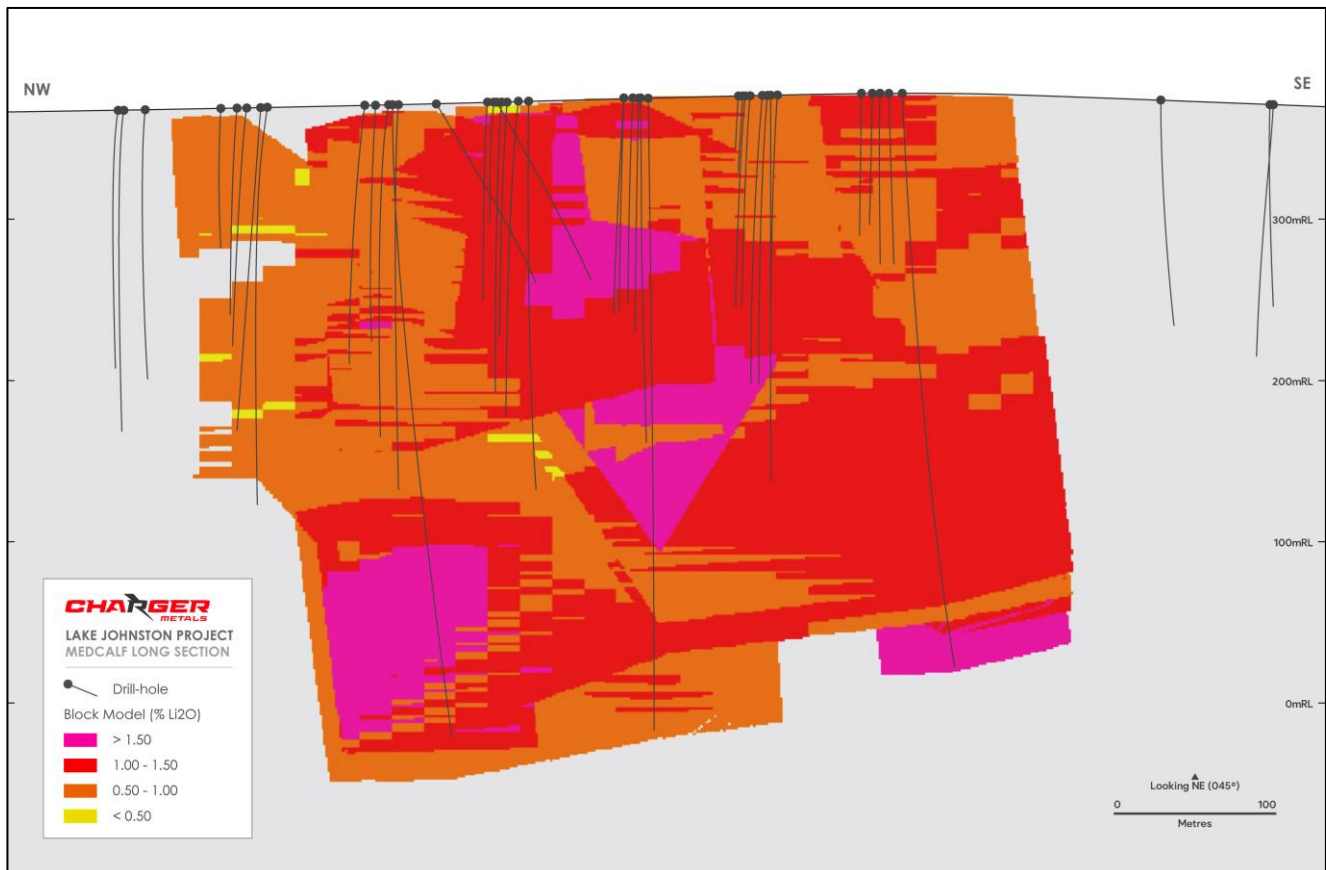 NW
SE
300mRL
200mRL
100mRL
0mRL
CHARGER
METALS
LAKE JOHNSTON PROJECT
MEDCALF LONG SECTION
Drill-hole
Block Model (% Li2O)
> 1.50
1.00 - 1.50
0.50 - 1.00
< 0.50
Looking NE (045º)
0 100
Metres